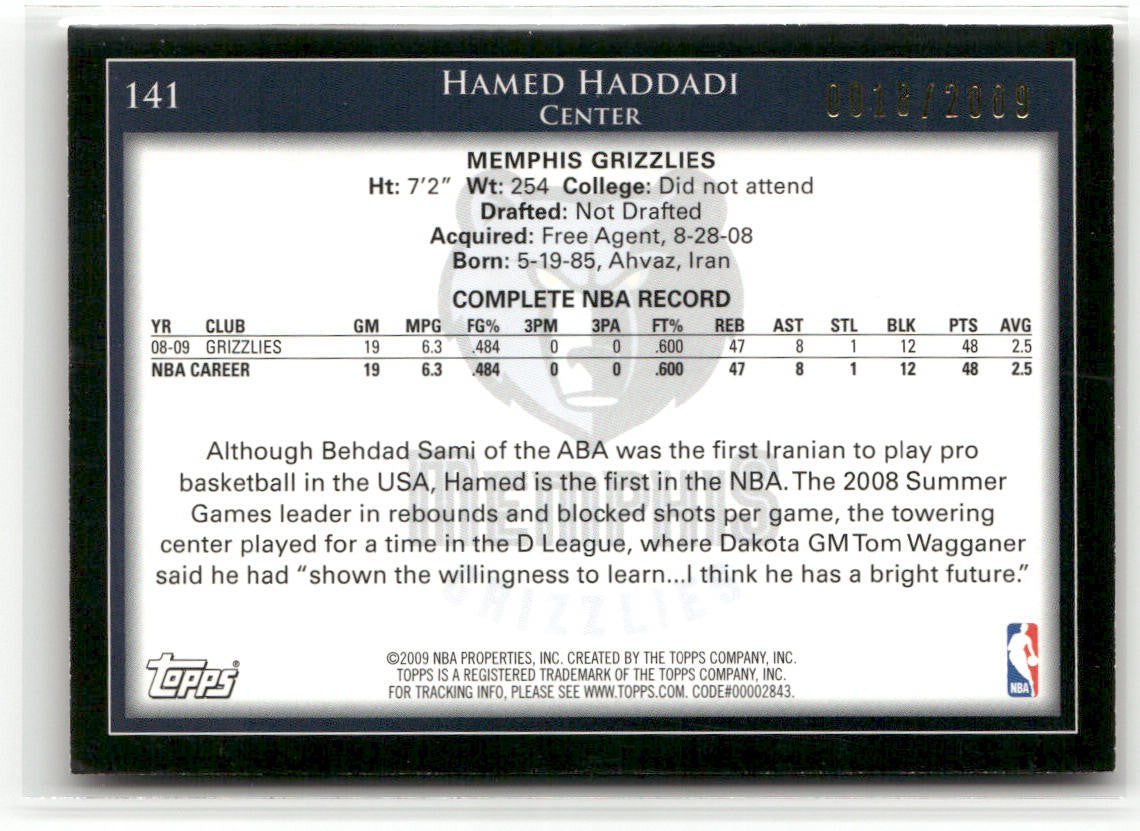 141
HAMED HADDADI
0018/2009
CENTER
MEMPHIS GRIZZLIES
Ht: 7'2" Wt: 254 College: Did not attend
Drafted: Not Drafted
Acquired: Free Agent, 8-28-08
Born: 5-19-85, Ahvaz, Iran
COMPLETE NBA RECORD
YR CLUB GM MPG FG% 3PM 3PA FT% REB AST STL BLK PTS AVG
08-09 GRIZZLIES 19 6.3 .484 0 0 .600 47 8 1 12 48 2.5
NBA CAREER 19 6.3 .484 0 0 .600 47 8 1 12 48 2.5
Although Behdad Sami of the ABA was the first Iranian to play pro
basketball in the USA, Hamed is the first in the NBA. The 2008 Summer
Games leader in rebounds and blocked shots per game, the towering
center played for a time in the D League, where Dakota GM Tom Wagganer
said he had “shown the willingness to learn...I think he has a bright future.”
MEMPHIS
GRIZZLIES
Topps®
©2009 NBA PROPERTIES, INC. CREATED BY THE TOPPS COMPANY, INC.
TOPPS IS A REGISTERED TRADEMARK OF THE TOPPS COMPANY, INC.
FOR TRACKING INFO, PLEASE SEE WWW.TOPPS.COM. CODE#00002843.
NBA